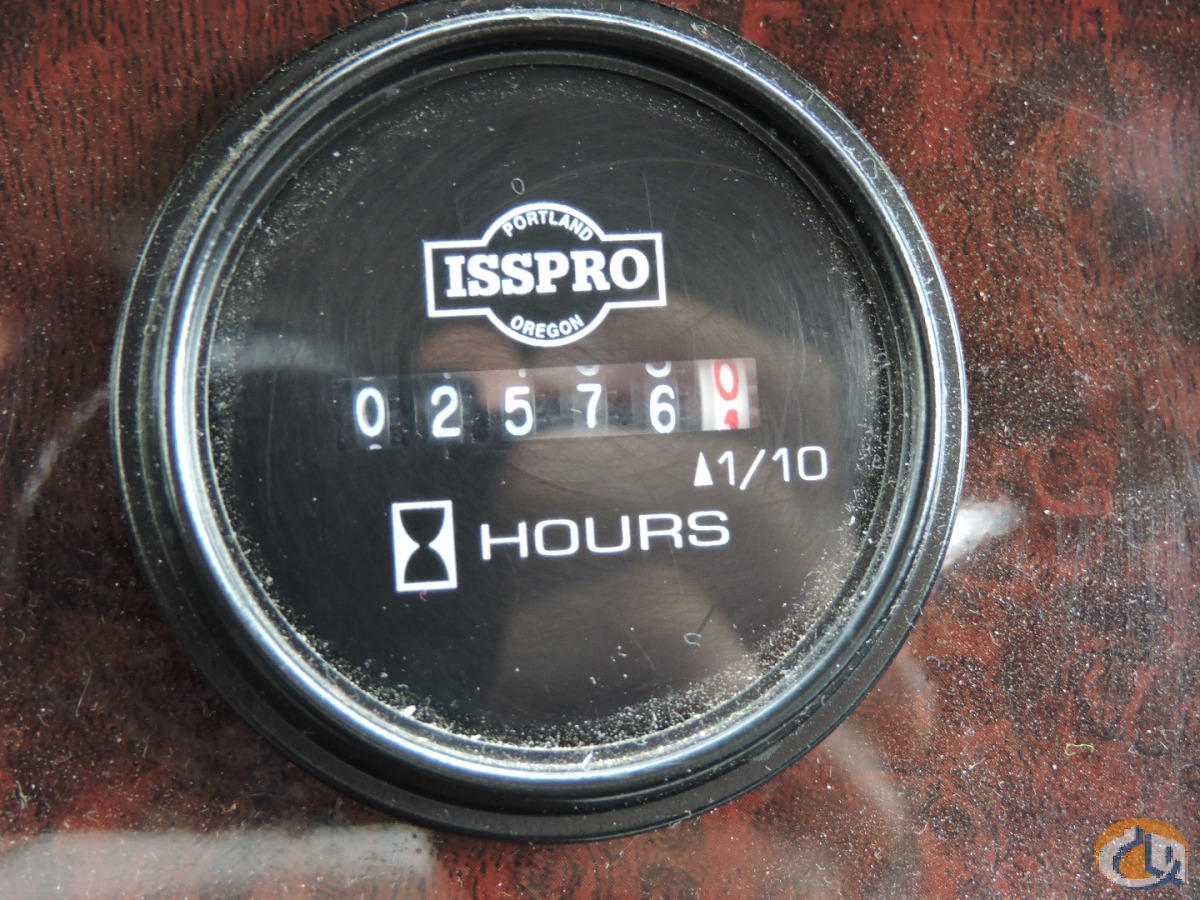 PORTLAND
ISSPRO
OREGON
0 2 5 7 6 0
1/10
HOURS